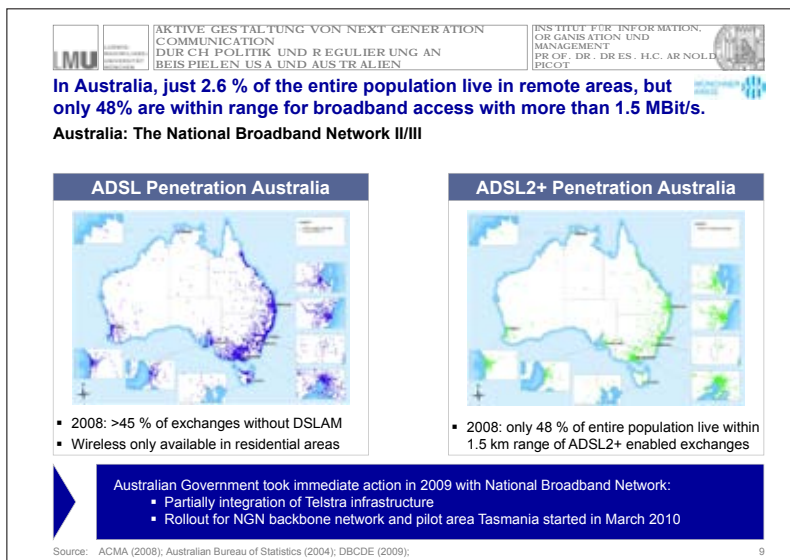 LMU
LUDWIG-
MAXIMILIANS-
UNIVERSITÄT
MÜNCHEN
AKTIVE GES TALTUNG VON NEXT GENER ATION
COMMUNICATION
DUR CH POLITIK UND R EGULIER UNG AN
BEIS PIELEN US A UND AUS TR ALIEN
INS TITUT FÜR INFOR MATION,
OR GANIS ATION UND
MANAGEMENT
PR OF. DR . DR ES . H.C. AR NOLD
PICOT
MÜNCHNER
KREIS
In Australia, just 2.6 % of the entire population live in remote areas, but
only 48% are within range for broadband access with more than 1.5 MBit/s.
Australia: The National Broadband Network II/III
ADSL Penetration Australia
▪ 2008: >45 % of exchanges without DSLAM
▪ Wireless only available in residential areas
ADSL2+ Penetration Australia
▪ 2008: only 48 % of entire population live within
1.5 km range of ADSL2+ enabled exchanges
Australian Government took immediate action in 2009 with National Broadband Network:
▪ Partially integration of Telstra infrastructure
▪ Rollout for NGN backbone network and pilot area Tasmania started in March 2010
Source: ACMA (2008); Australian Bureau of Statistics (2004); DBCDE (2009);
9